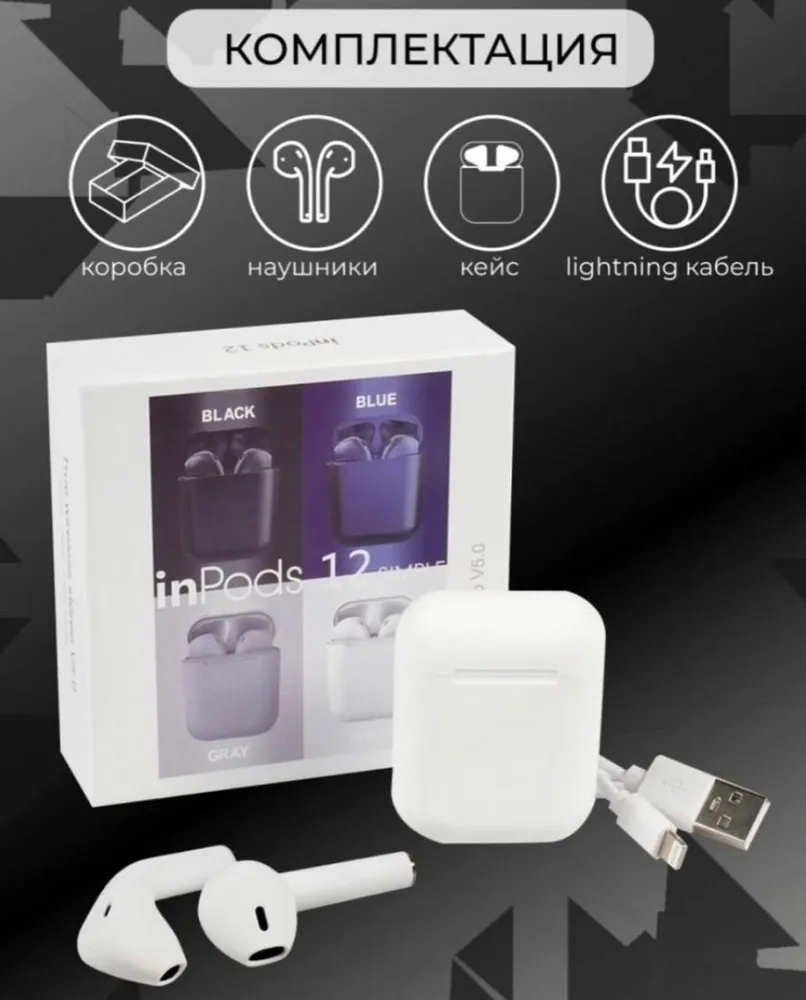 КОМПЛЕКТАЦИЯ
коробка
наушники
кейс
lightning кабель
inPods 12
BLACK
BLUE
inPods 12 SIMPLE
V5.0
GRAY